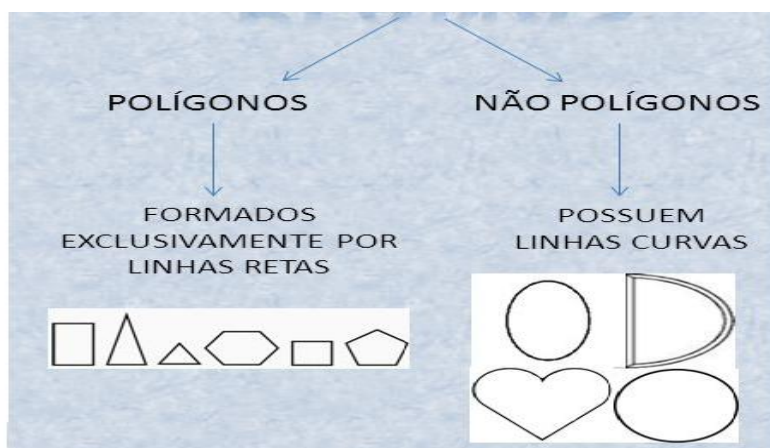 POLÍGONOS
NÃO POLÍGONOS
FORMADOS
EXCLUSIVAMENTE POR
LINHAS RETAS
POSSUEM
LINHAS CURVAS